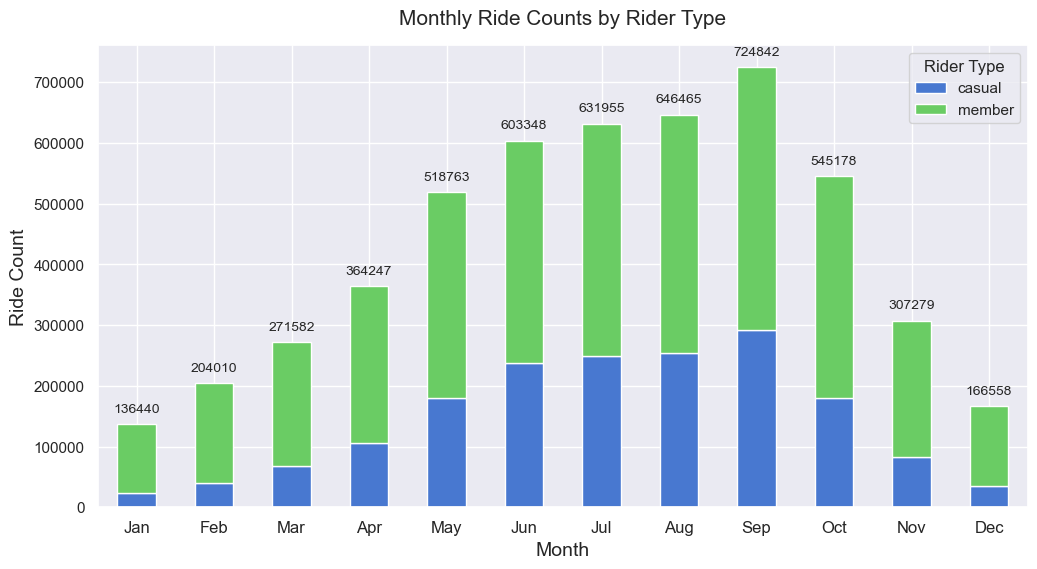 Monthly Ride Counts by Rider Type
Rider Type
casual
member
Ride Count
700000
600000
500000
400000
300000
200000
100000
0
136440
204010
271582
364247
518763
603348
631955
646465
724842
545178
307279
166558
Jan Feb Mar Apr May Jun Jul Aug Sep Oct Nov Dec
Month